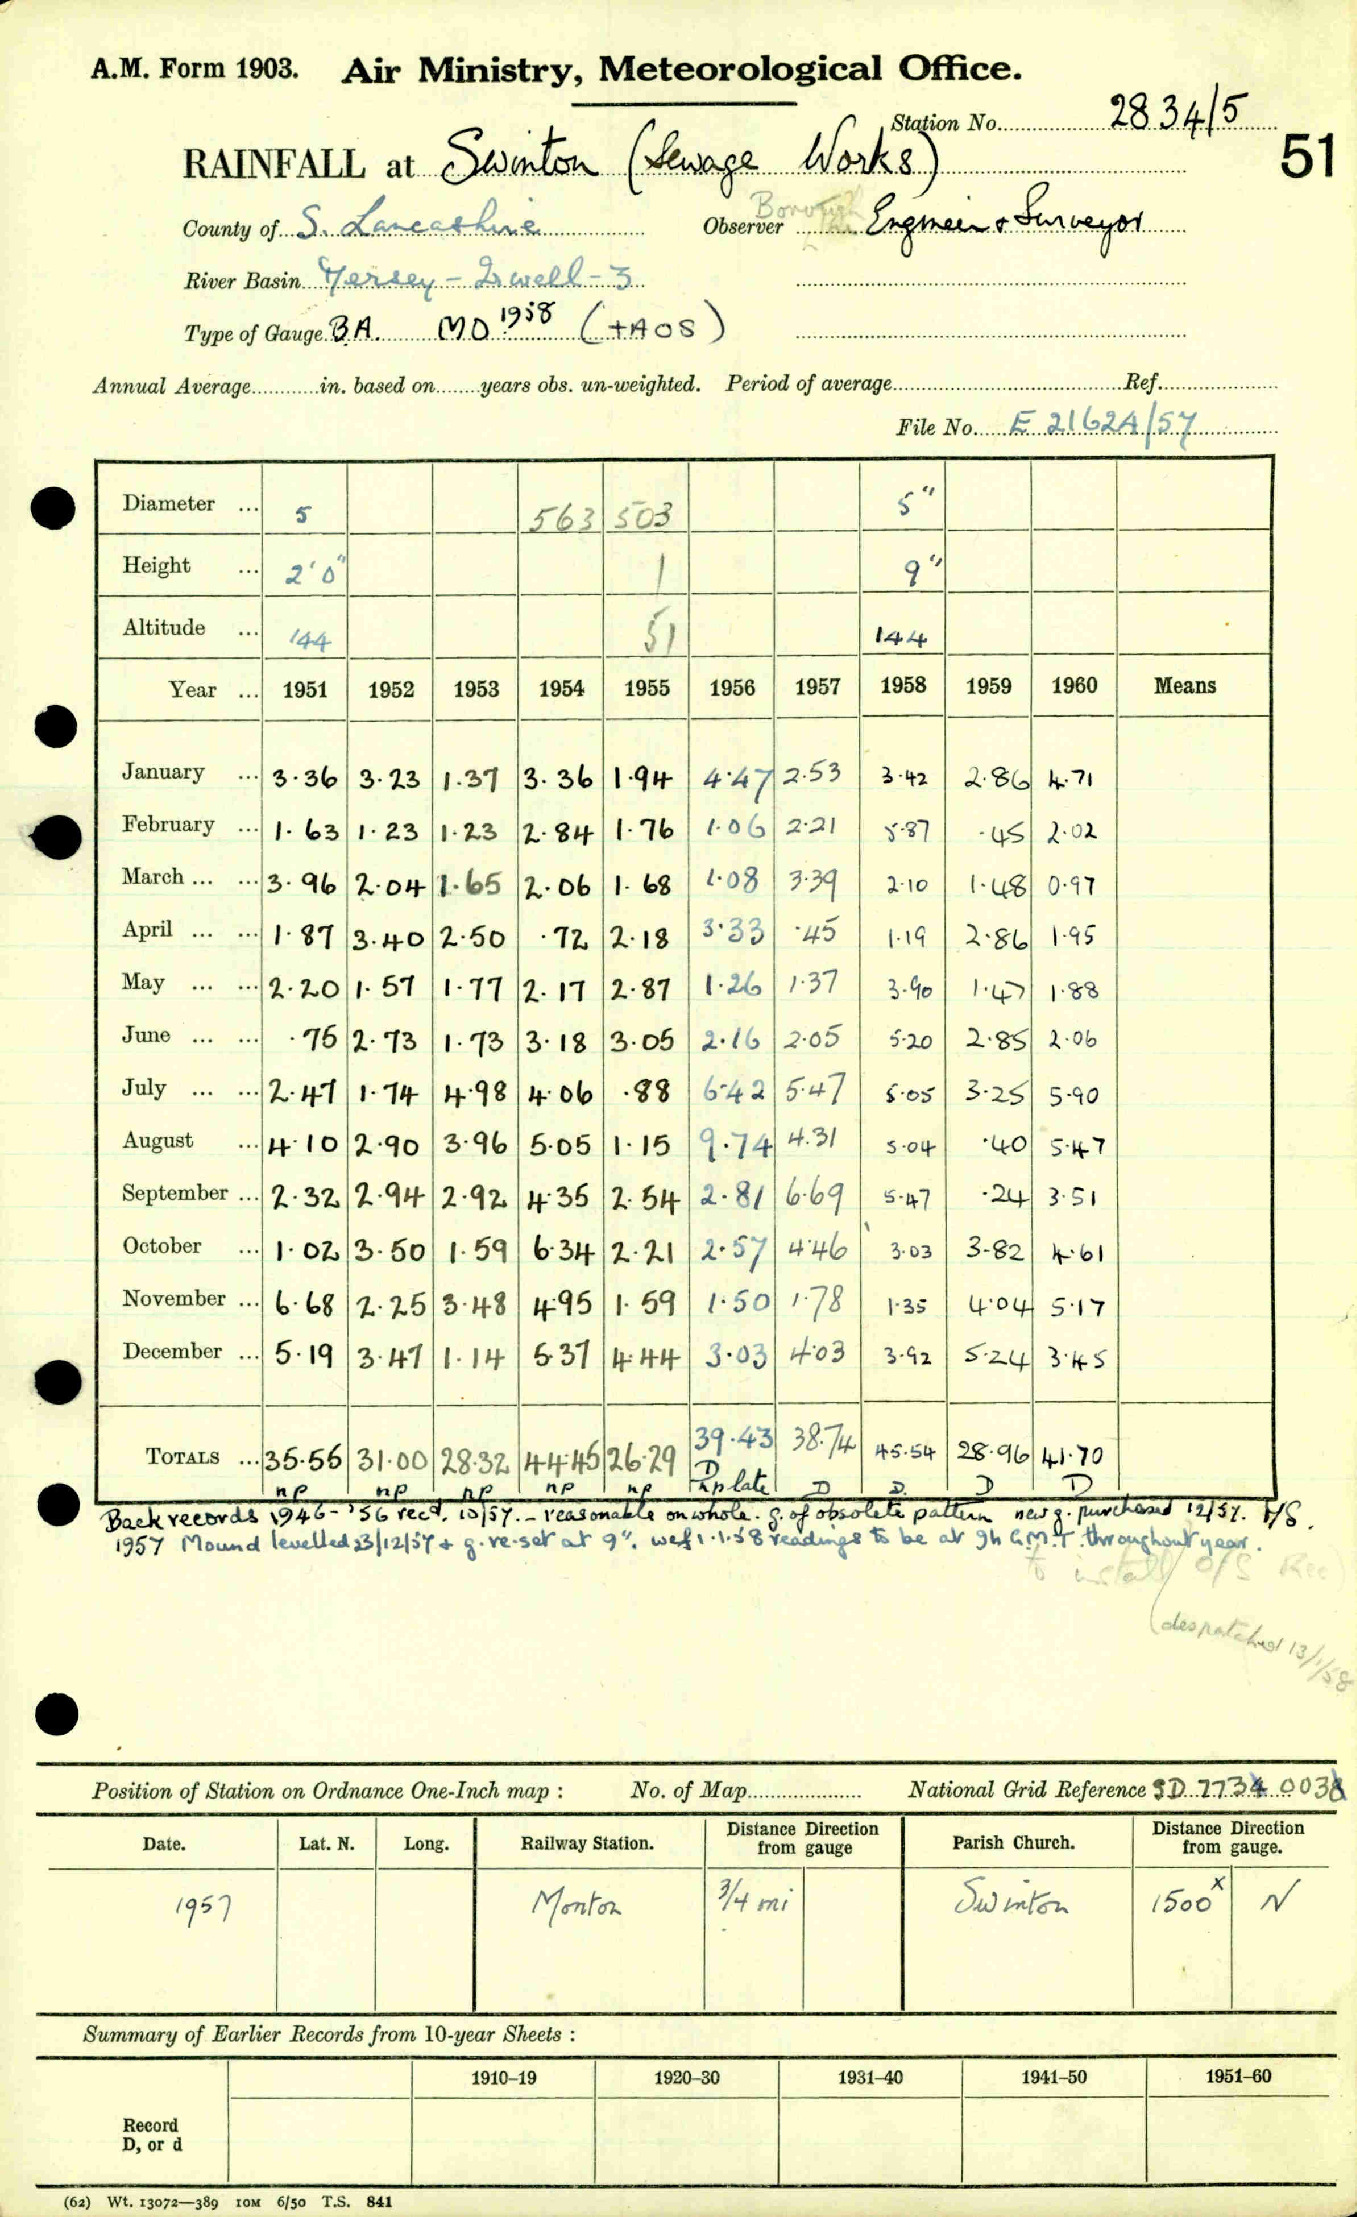 A.M. Form 1903. Air Ministry, Meteorological Office.
Station No. 2834/5
51
RAINFALL at Swinton (Sewage Works)
County of S. Lancashire Observer Borough Engineer & Surveyor
River Basin Mersey - Irwell - 3
Type of Gauge B.A. MO 1958 (+AOS)
Annual Average in. based on years obs. un-weighted. Period of average Ref.
File No. E 21624/57
Diameter ... 5 563 503 5"
Height ... 2'0" 1 9"
Altitude ... 144 51 144
Year ... 1951 1952 1953 1954 1955 1956 1957 1958 1959 1960 Means
January ... 3.36 3.23 1.37 3.36 1.94 4.47 2.53 3.42 2.86 4.71
February ... 1.63 1.23 1.23 2.84 1.76 1.06 2.21 5.87 .45 2.02
March ... ... 3.96 2.04 1.65 2.06 1.68 1.08 3.39 2.10 1.48 0.97
April ... ... 1.87 3.40 2.50 .72 2.18 3.33 .45 1.19 2.86 1.95
May ... ... 2.20 1.57 1.77 2.17 2.87 1.26 1.37 3.90 1.47 1.88
June ... ... .75 2.73 1.73 3.18 3.05 2.16 2.05 5.20 2.85 2.06
July ... ... 2.47 1.74 4.98 4.06 .88 6.42 5.47 5.05 3.25 5.90
August ... 4.10 2.90 3.96 5.05 1.15 9.74 4.31 5.04 .40 5.47
September ... 2.32 2.94 2.92 4.35 2.54 2.81 6.69 5.47 .24 3.51
October ... 1.02 3.50 1.59 6.34 2.21 2.57 4.46 3.03 3.82 4.61
November ... 6.68 2.25 3.48 4.95 1.59 1.50 1.78 1.35 4.04 5.17
December ... 5.19 3.47 1.14 5.37 4.44 3.03 4.03 3.92 5.24 3.45
TOTALS ... 35.55 31.00 28.32 44.45 26.29 39.43 38.74 45.54 28.96 41.70
np np np np np D np late D D. D D
Back records 1946-'56 recd. 10/57. - reasonable on whole. g. of obsolete pattern new g. purchased 12/57.
1957 Mound levelled 23/12/57 + g. re-set at 9". wef 1.1.58 readings to be at 9h G.M.T. throughout year.
to install O/S Rec
(despatched 13/1/58
Position of Station on Ordnance One-Inch map : No. of Map National Grid Reference SD 7734 0038
Date. Lat. N. Long. Railway Station. Distance Direction from gauge Parish Church. Distance Direction from gauge.
1957 Monton 3/4 mi Swinton 1500x N
Summary of Earlier Records from 10-year Sheets :
1910–19 1920–30 1931–40 1941–50 1951–60
Record
D, or d
(62) Wt. 13072—389 10M 6/50 T.S. 841